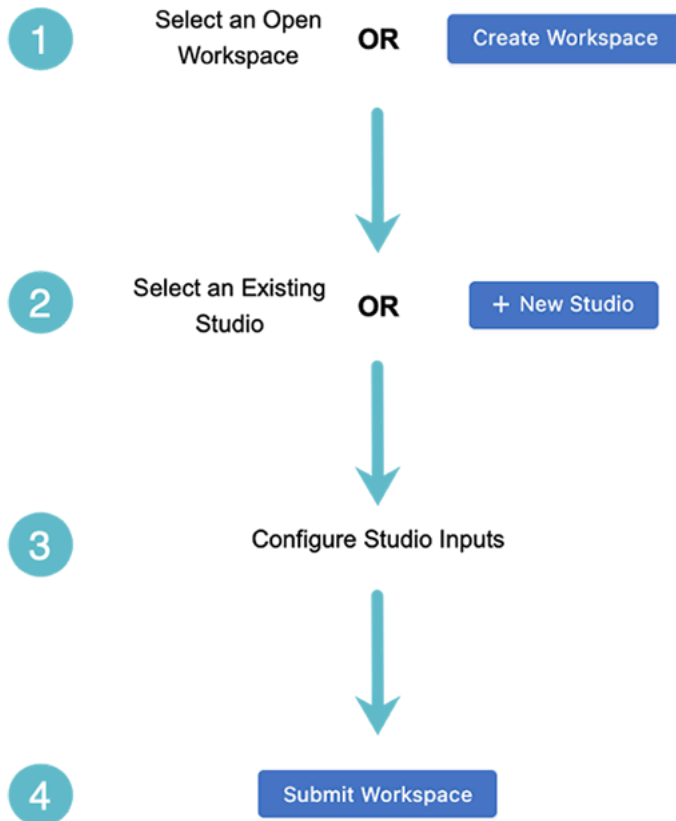 1
Select an Open
Workspace
OR
Create Workspace
2
Select an Existing
Studio
OR
+ New Studio
3
Configure Studio Inputs
4
Submit Workspace